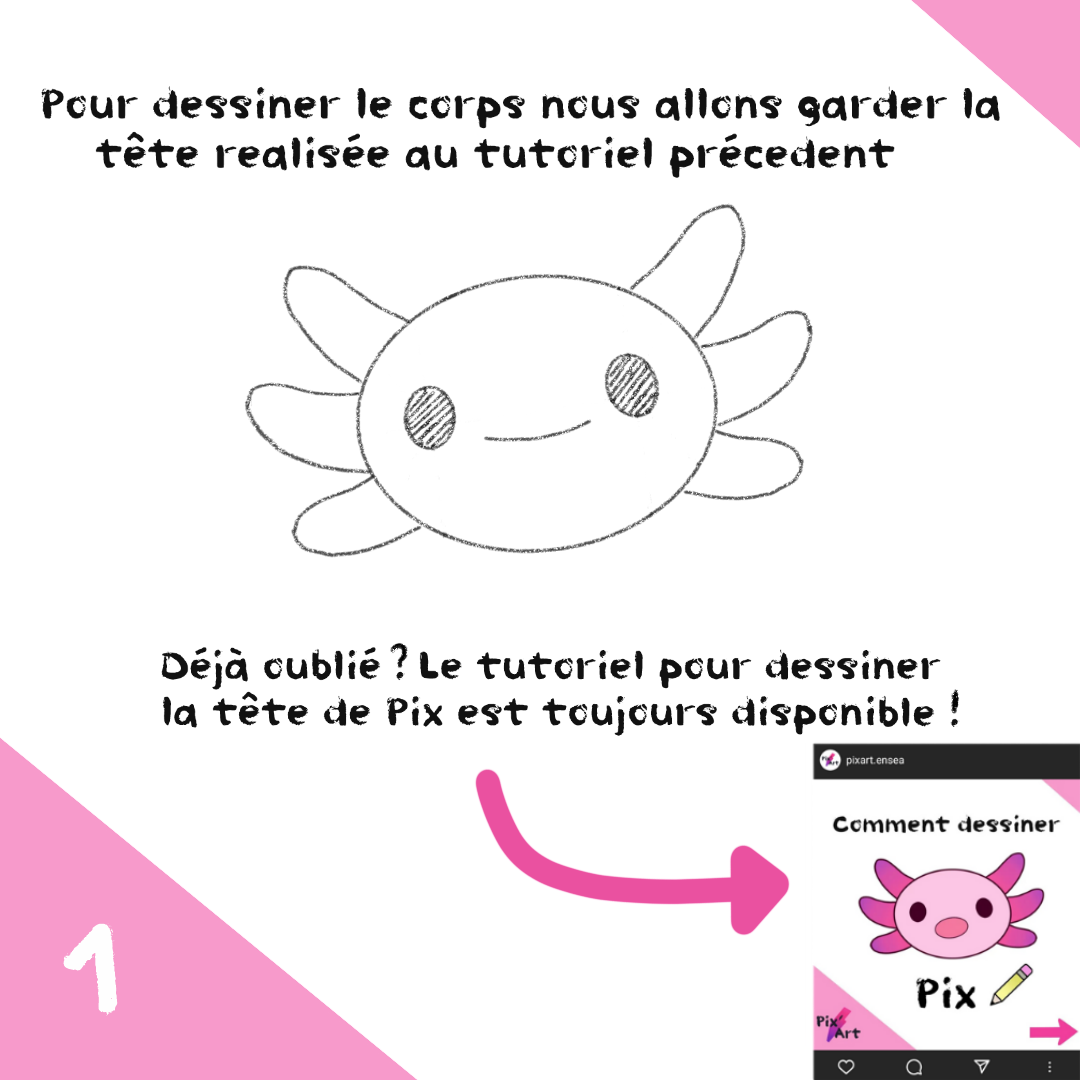 Pour dessiner le corps nous allons garder la
tête realisée au tutoriel précedent
Déjà oublié ? Le tutoriel pour dessiner
la tête de Pix est toujours disponible !
pixart.ensea
Comment dessiner
Pix
Pix'
Art
1